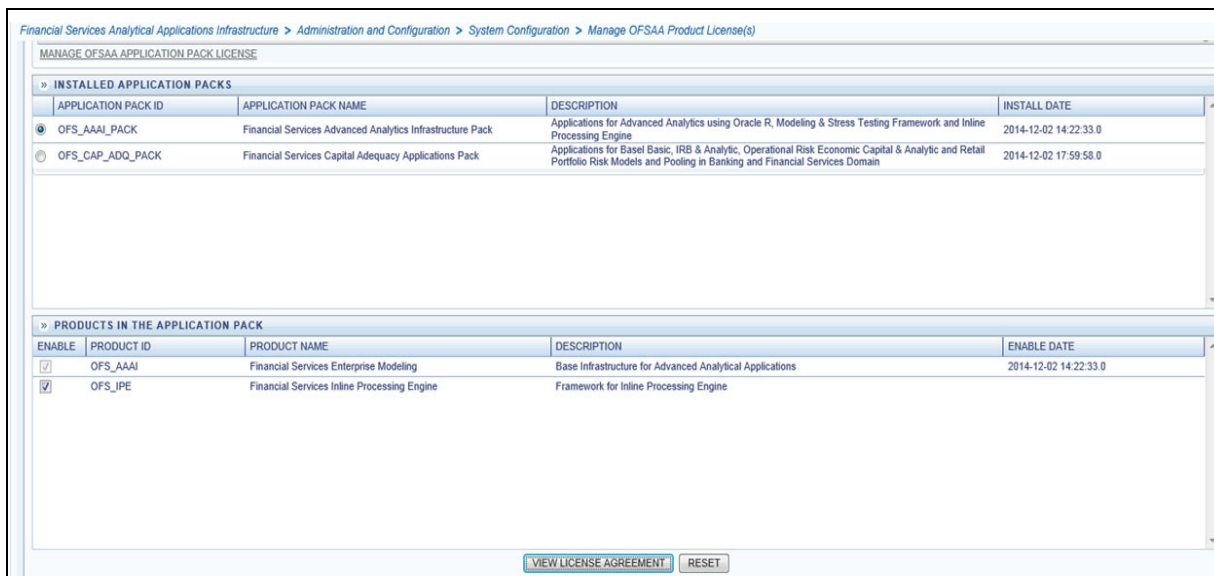 Financial Services Analytical Applications Infrastructure > Administration and Configuration > System Configuration > Manage OFSAA Product License(s)
MANAGE OFSAA APPLICATION PACK LICENSE
» INSTALLED APPLICATION PACKS
APPLICATION PACK ID APPLICATION PACK NAME DESCRIPTION INSTALL DATE
OFS_AAAI_PACK Financial Services Advanced Analytics Infrastructure Pack Applications for Advanced Analytics using Oracle R, Modeling & Stress Testing Framework and Inline Processing Engine 2014-12-02 14:22:33.0
OFS_CAP_ADQ_PACK Financial Services Capital Adequacy Applications Pack Applications for Basel Basic, IRB & Analytic, Operational Risk Economic Capital & Analytic and Retail Portfolio Risk Models and Pooling in Banking and Financial Services Domain 2014-12-02 17:59:58.0
» PRODUCTS IN THE APPLICATION PACK
ENABLE PRODUCT ID PRODUCT NAME DESCRIPTION ENABLE DATE
OFS_AAAI Financial Services Enterprise Modeling Base Infrastructure for Advanced Analytical Applications 2014-12-02 14:22:33.0
OFS_IPE Financial Services Inline Processing Engine Framework for Inline Processing Engine
VIEW LICENSE AGREEMENT RESET